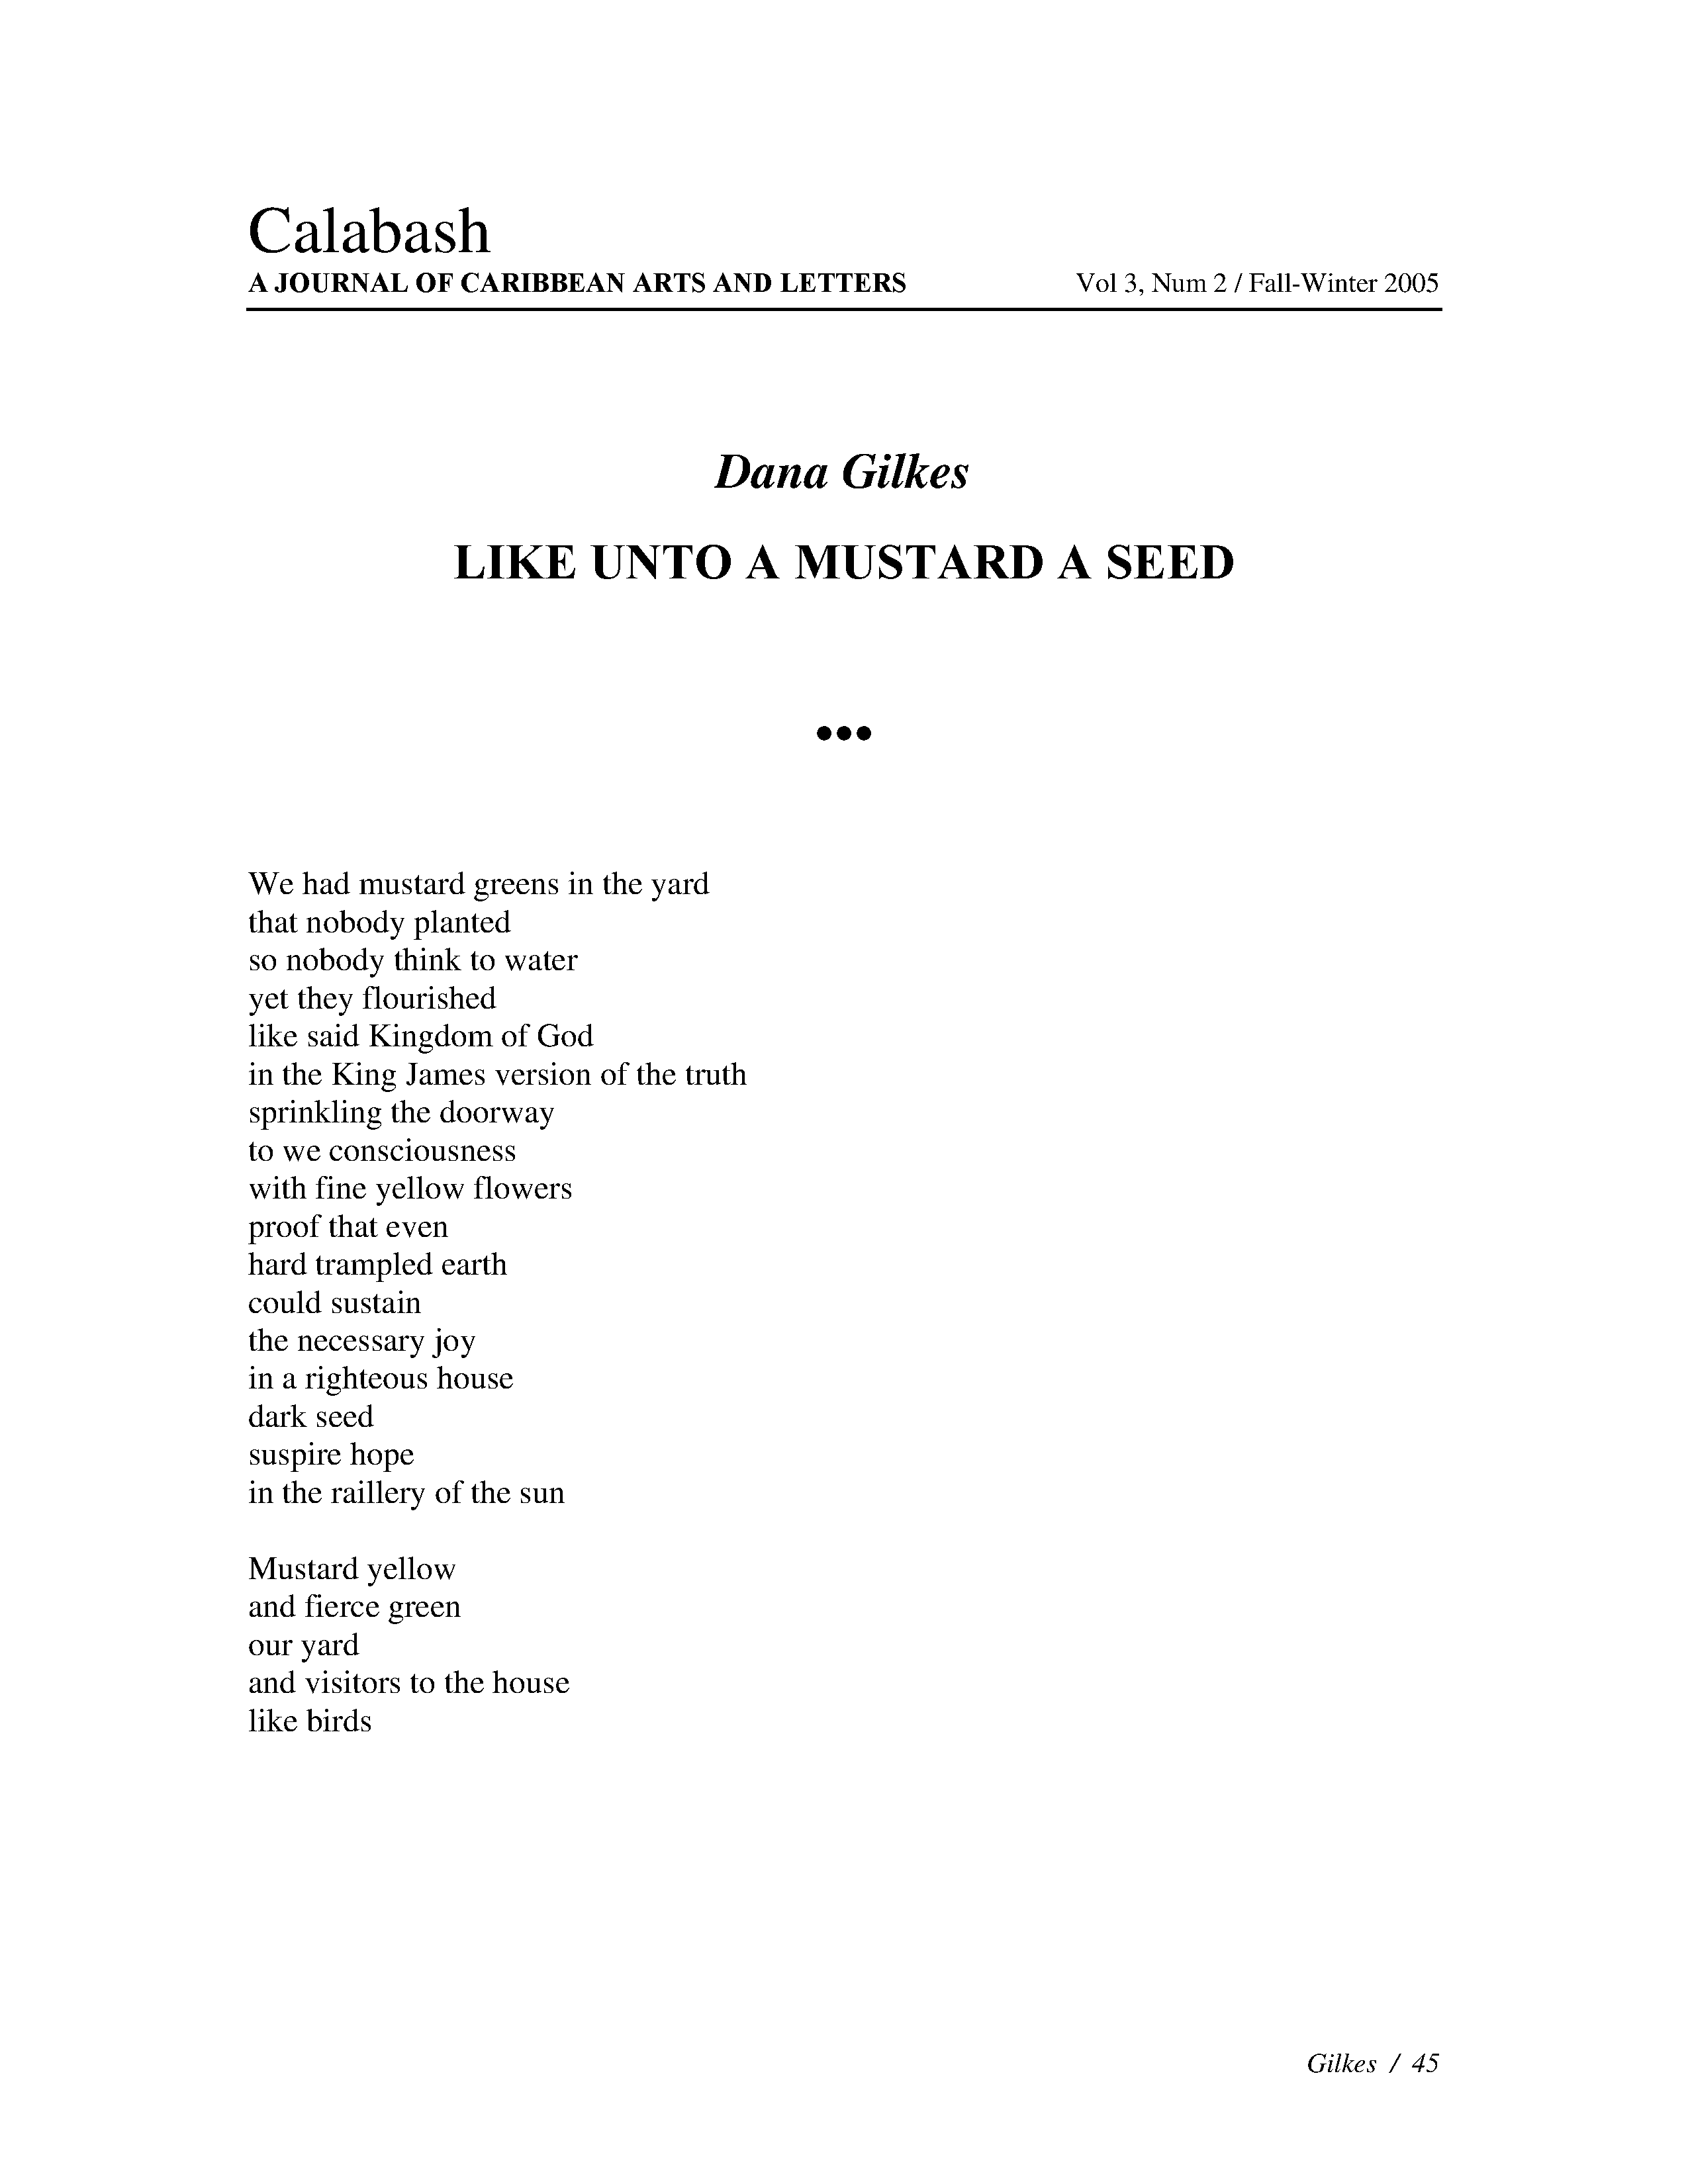 Calabash
A JOURNAL OF CARIBBEAN ARTS AND LETTERS Vol 3, Num 2 / Fall-Winter 2005
Dana Gilkes
LIKE UNTO A MUSTARD A SEED
•••
We had mustard greens in the yard
that nobody planted
so nobody think to water
yet they flourished
like said Kingdom of God
in the King James version of the truth
sprinkling the doorway
to we consciousness
with fine yellow flowers
proof that even
hard trampled earth
could sustain
the necessary joy
in a righteous house
dark seed
suspire hope
in the raillery of the sun
Mustard yellow
and fierce green
our yard
and visitors to the house
like birds
Gilkes / 45